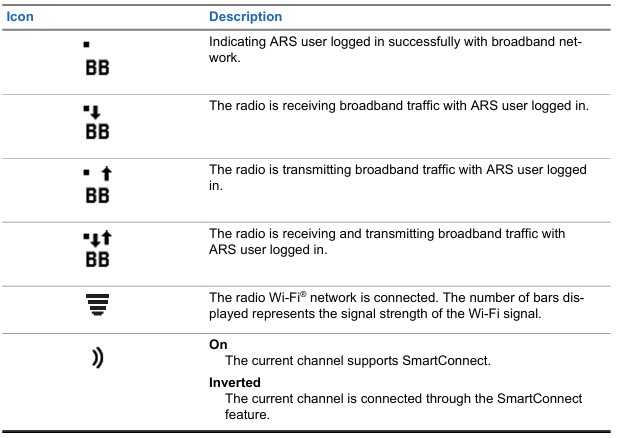 Icon Description
BB
Indicating ARS user logged in successfully with broadband net-
work.
BB
The radio is receiving broadband traffic with ARS user logged in.
BB
The radio is transmitting broadband traffic with ARS user logged
in.
BB
The radio is receiving and transmitting broadband traffic with
ARS user logged in.
The radio Wi-Fi® network is connected. The number of bars dis-
played represents the signal strength of the Wi-Fi signal.
On
The current channel supports SmartConnect.
Inverted
The current channel is connected through the SmartConnect
feature.